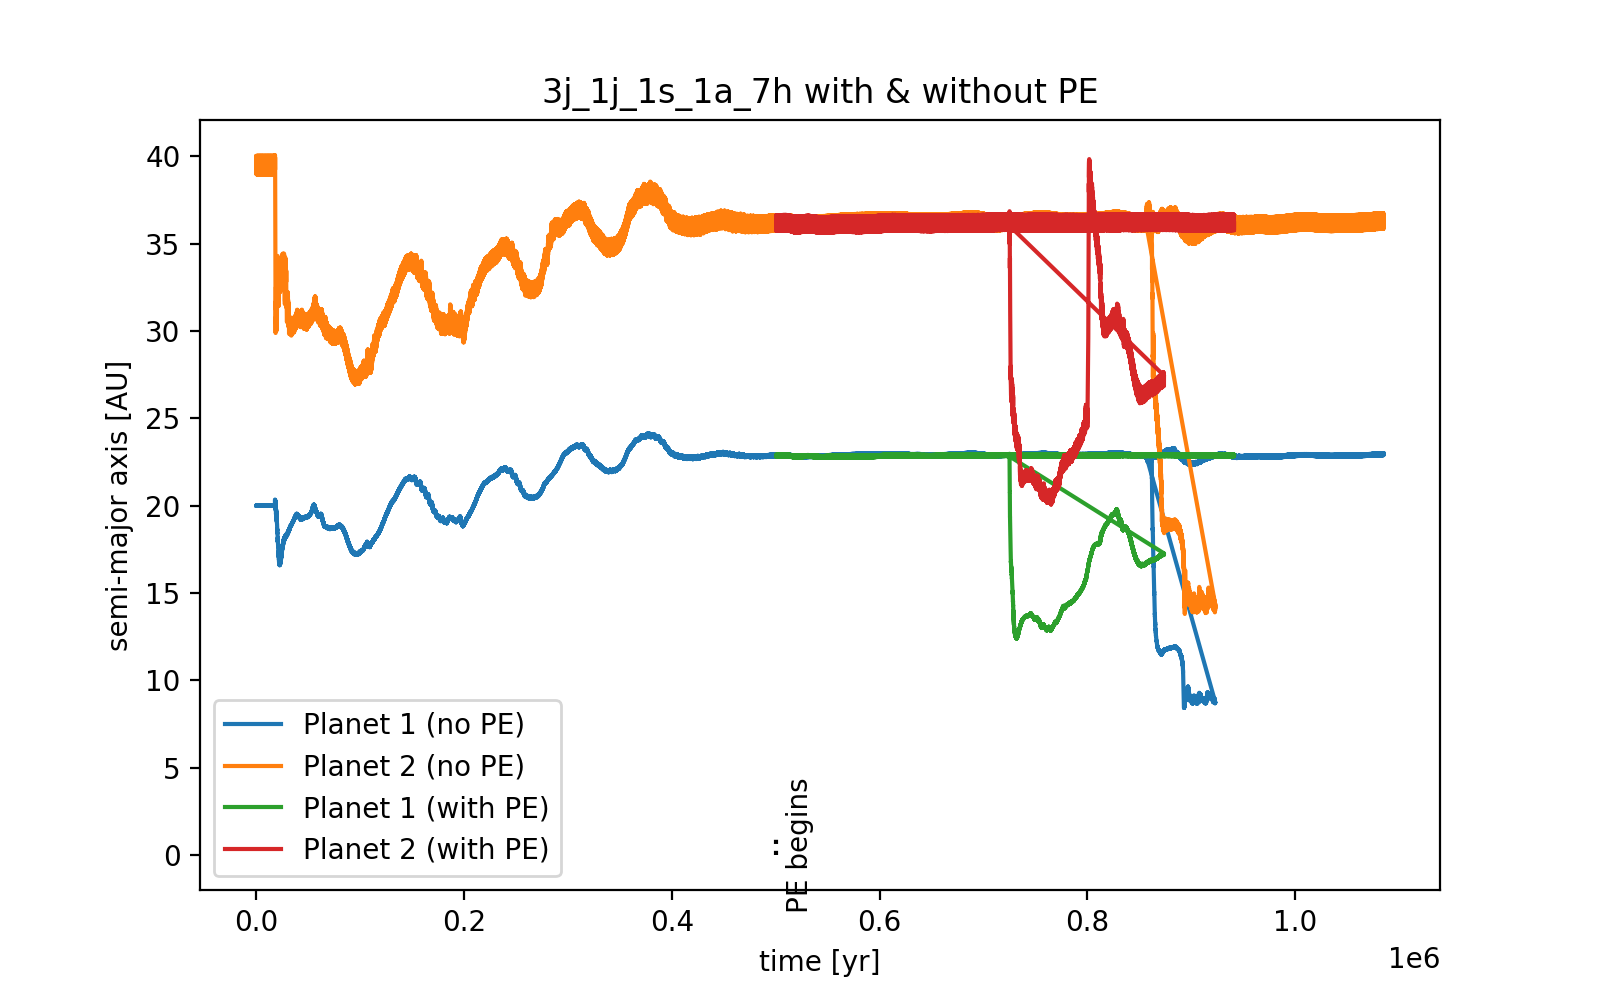 3j_1j_1s_1a_7h with & without PE
semi-major axis [AU]
40
35
30
25
20
15
10
5
0
Planet 1 (no PE)
Planet 2 (no PE)
Planet 1 (with PE)
Planet 2 (with PE)
PE begins
0.0 0.2 0.4 0.6 0.8 1.0
time [yr]
1e6